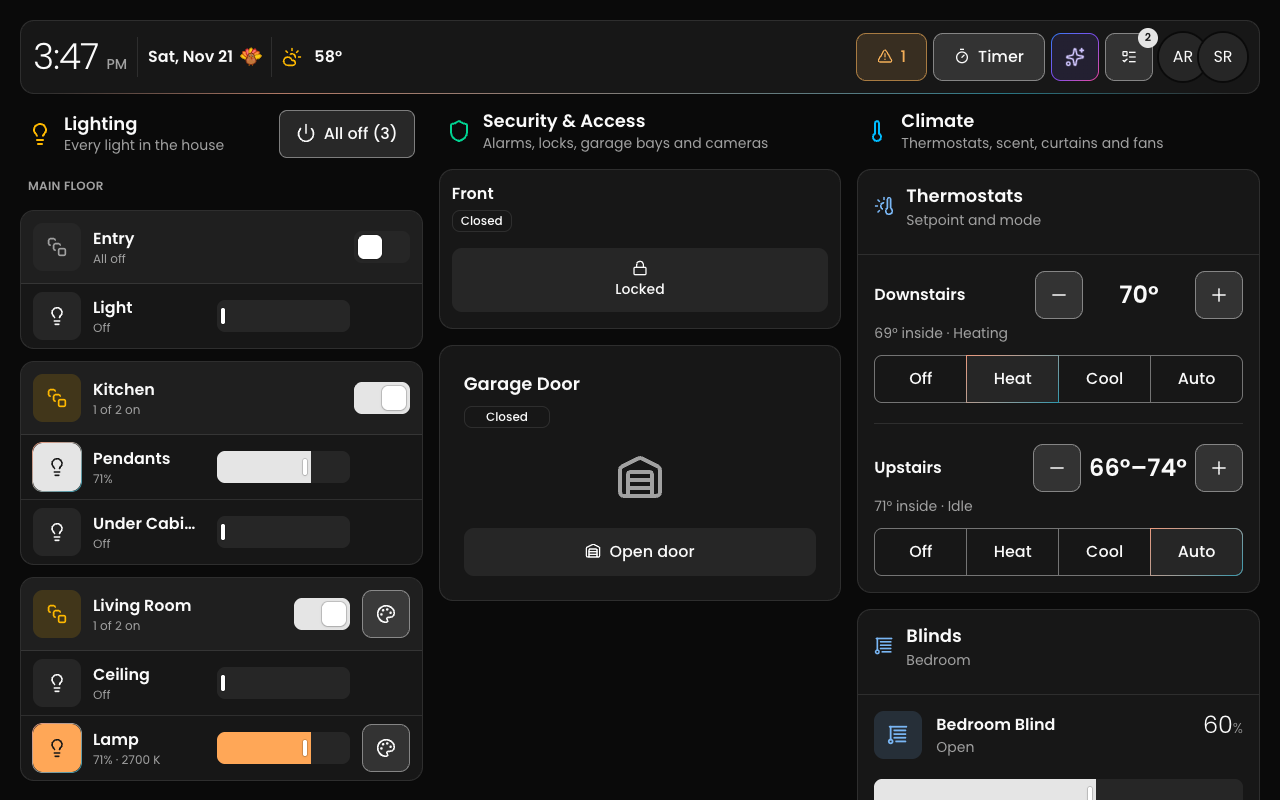 3:47 PM
Sat, Nov 21
58°
1
Timer
2
AR
SR
Lighting
Every light in the house
All off (3)
MAIN FLOOR
Entry
All off
Light
Off
Kitchen
1 of 2 on
Pendants
71%
Under Cabi...
Off
Living Room
1 of 2 on
Ceiling
Off
Lamp
71% · 2700 K
Security & Access
Alarms, locks, garage bays and cameras
Front
Closed
Locked
Garage Door
Closed
Open door
Climate
Thermostats, scent, curtains and fans
Thermostats
Setpoint and mode
Downstairs
70°
69° inside · Heating
Off
Heat
Cool
Auto
Upstairs
66°–74°
71° inside · Idle
Off
Heat
Cool
Auto
Blinds
Bedroom
Bedroom Blind
60%
Open